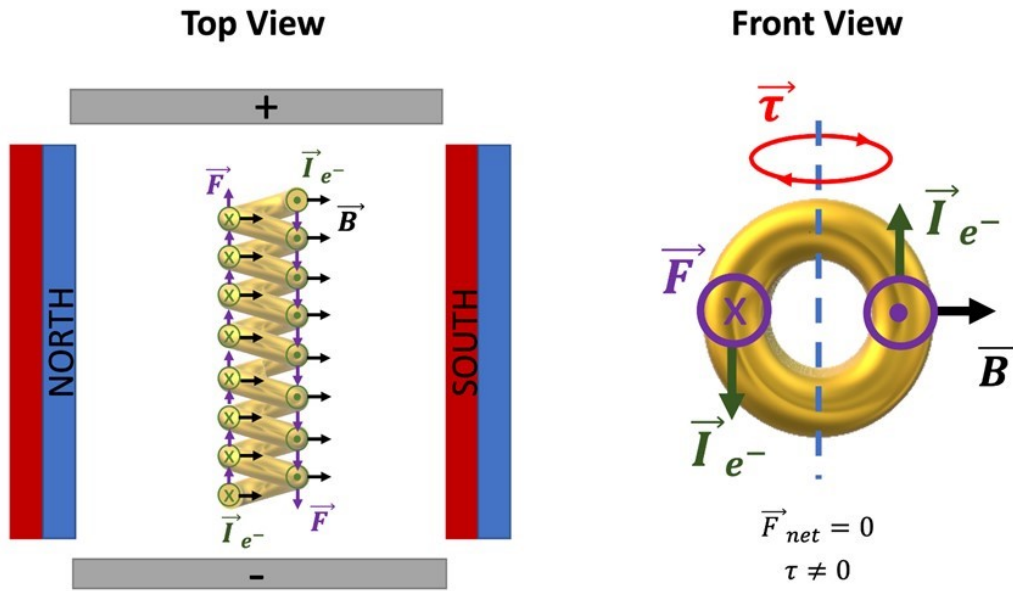 Top View
Front View
+
NORTH
SOUTH
-
F
I e⁻
B
X
X
X
X
X
X
X
X
I e⁻
F
τ
I e⁻
F
X
B
I e⁻
F net = 0
τ ≠ 0